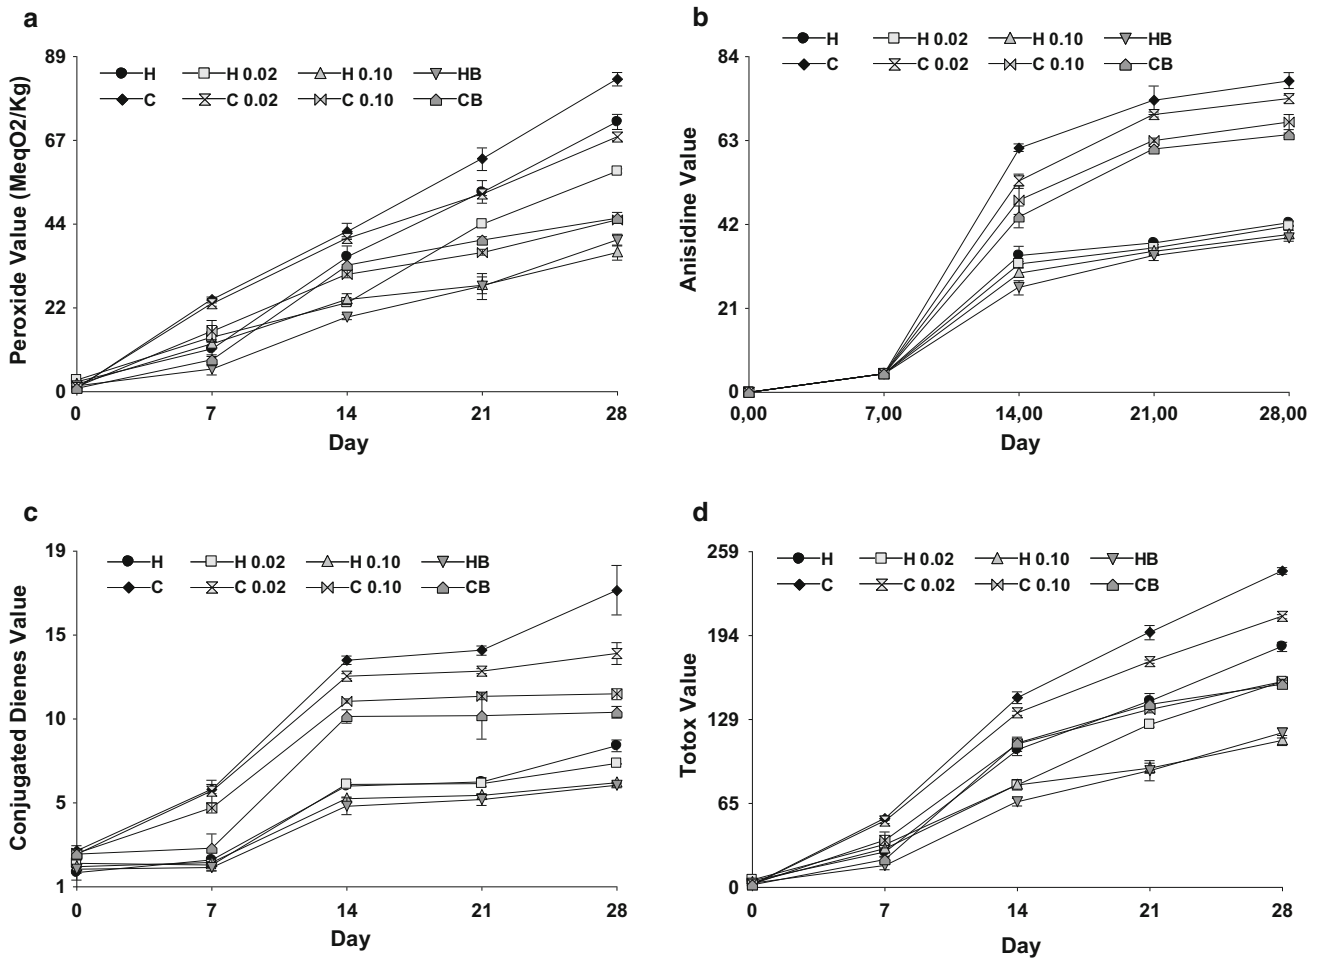 a
Peroxide Value (MeqO2/Kg)
89
67
44
22
0
H H 0.02 H 0.10 HB
C C 0.02 C 0.10 CB
0 7 14 21 28
Day
b
Anisidine Value
H H 0.02 H 0.10 HB
C C 0.02 C 0.10 CB
84
63
42
21
0
0,00 7,00 14,00 21,00 28,00
Day
c
Conjugated Dienes Value
19
15
10
5
1
H H 0.02 H 0.10 HB
C C 0.02 C 0.10 CB
0 7 14 21 28
Day
d
Totox Value
259
194
129
65
0
H H 0.02 H 0.10 HB
C C 0.02 C 0.10 CB
0 7 14 21 28
Day